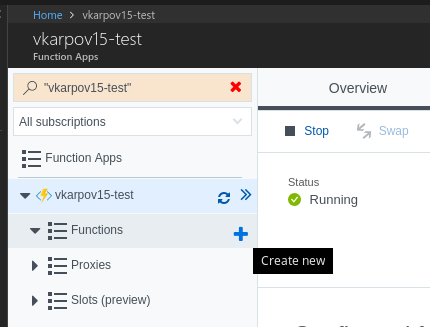 Home > vkarpov15-test
vkarpov15-test
Function Apps
"vkarpov15-test"
All subscriptions
Function Apps
vkarpov15-test
Functions
Proxies
Slots (preview)
Create new
Overview
Stop Swap
Status
Running